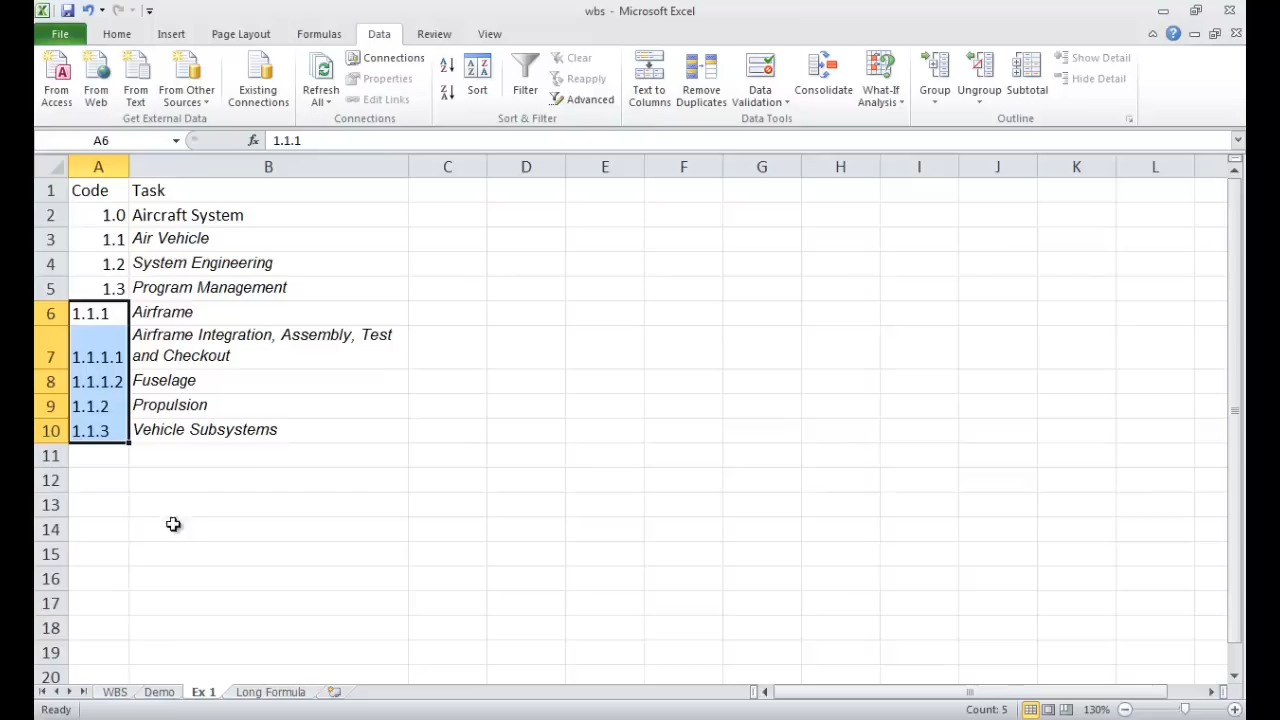 wbs - Microsoft Excel
File Home Insert Page Layout Formulas Data Review View
From Access
From Web
From Text
From Other Sources
Existing Connections
Get External Data
Refresh All
Connections
Properties
Edit Links
Connections
Sort
Filter
Clear
Reapply
Advanced
Sort & Filter
Text to Columns
Remove Duplicates
Data Validation
Consolidate
What-If Analysis
Data Tools
Group
Ungroup
Subtotal
Show Detail
Hide Detail
Outline
A6 fx 1.1.1
A B C D E F G H I J K L
1 Code Task
2 1.0 Aircraft System
3 1.1 Air Vehicle
4 1.2 System Engineering
5 1.3 Program Management
6 1.1.1 Airframe
Airframe Integration, Assembly, Test
7 1.1.1.1 and Checkout
8 1.1.1.2 Fuselage
9 1.1.2 Propulsion
10 1.1.3 Vehicle Subsystems
11
12
13
14
15
16
17
18
19
20
WBS Demo Ex 1 Long Formula
Ready Count: 5 130%